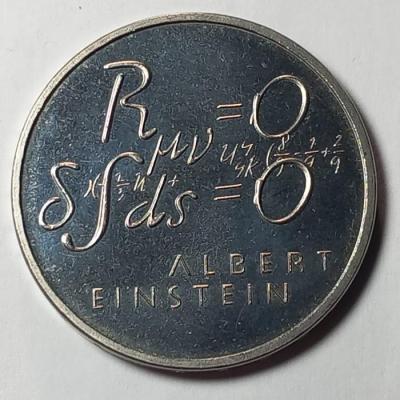 Rμν = 0
δ∫ds = 0
ALBERT
EINSTEIN